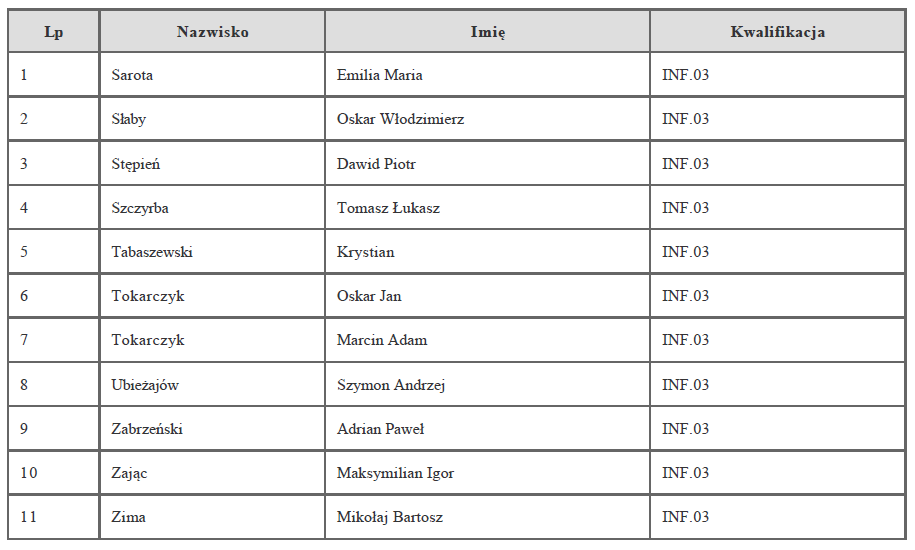 Lp Nazwisko Imię Kwalifikacja
1 Sarota Emilia Maria INF.03
2 Słaby Oskar Włodzimierz INF.03
3 Stępień Dawid Piotr INF.03
4 Szczyrba Tomasz Łukasz INF.03
5 Tabaszewski Krystian INF.03
6 Tokarczyk Oskar Jan INF.03
7 Tokarczyk Marcin Adam INF.03
8 Ubieżajów Szymon Andrzej INF.03
9 Zabrzeński Adrian Paweł INF.03
10 Zając Maksymilian Igor INF.03
11 Zima Mikołaj Bartosz INF.03